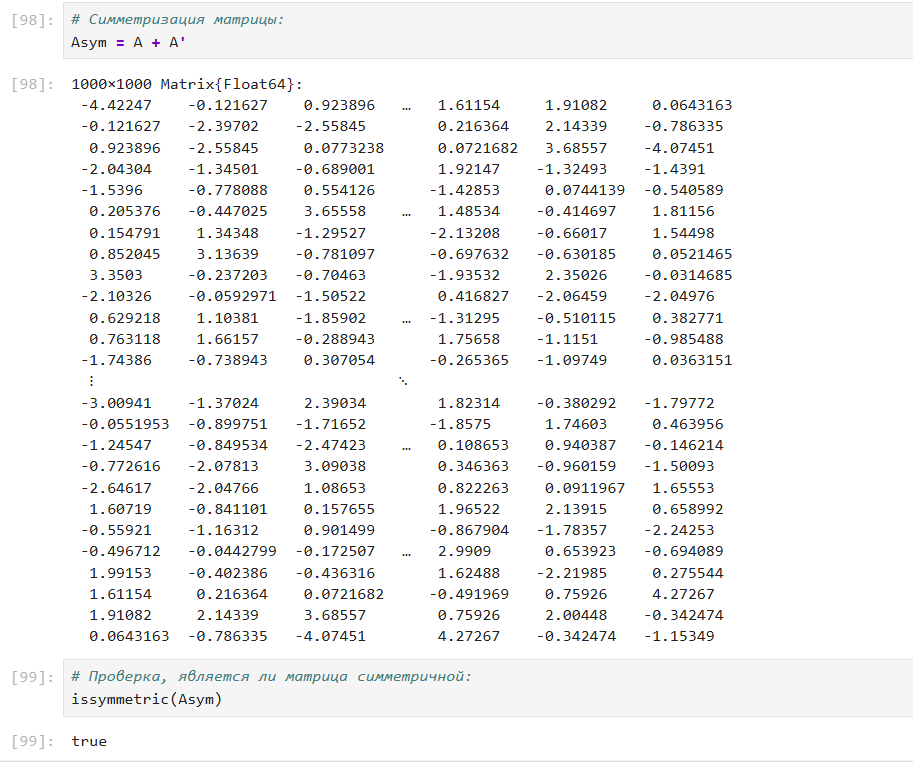 [98]: # Симметризация матрицы:
Asym = A + A'
[98]: 1000×1000 Matrix{Float64}:
-4.42247 -0.121627 0.923896 … 1.61154 1.91082 0.0643163
-0.121627 -2.39702 -2.55845 0.216364 2.14339 -0.786335
0.923896 -2.55845 0.0773238 0.0721682 3.68557 -4.07451
-2.04304 -1.34501 -0.689001 1.92147 -1.32493 -1.4391
-1.5396 -0.778088 0.554126 -1.42853 0.0744139 -0.540589
0.205376 -0.447025 3.65558 … 1.48534 -0.414697 1.81156
0.154791 1.34348 -1.29527 -2.13208 -0.66017 1.54498
0.852045 3.13639 -0.781097 -0.697632 -0.630185 0.0521465
3.3503 -0.237203 -0.70463 -1.93532 2.35026 -0.0314685
-2.10326 -0.0592971 -1.50522 0.416827 -2.06459 -2.04976
0.629218 1.10381 -1.85902 … -1.31295 -0.510115 0.382771
0.763118 1.66157 -0.288943 1.75658 -1.1151 -0.985488
-1.74386 -0.738943 0.307054 -0.265365 -1.09749 0.0363151
⋮ ⋱
-3.00941 -1.37024 2.39034 1.82314 -0.380292 -1.79772
-0.0551953 -0.899751 -1.71652 -1.8575 1.74603 0.463956
-1.24547 -0.849534 -2.47423 … 0.108653 0.940387 -0.146214
-0.772616 -2.07813 3.09038 0.346363 -0.960159 -1.50093
-2.64617 -2.04766 1.08653 0.822263 0.0911967 1.65553
1.60719 -0.841101 0.157655 1.96522 2.13915 0.658992
-0.55921 -1.16312 0.901499 -0.867904 -1.78357 -2.24253
-0.496712 -0.0442799 -0.172507 … 2.9909 0.653923 -0.694089
1.99153 -0.402386 -0.436316 1.62488 -2.21985 0.275544
1.61154 0.216364 0.0721682 -0.491969 0.75926 4.27267
1.91082 2.14339 3.68557 0.75926 2.00448 -0.342474
0.0643163 -0.786335 -4.07451 4.27267 -0.342474 -1.15349
[99]: # Проверка, является ли матрица симметричной:
issymmetric(Asym)
[99]: true